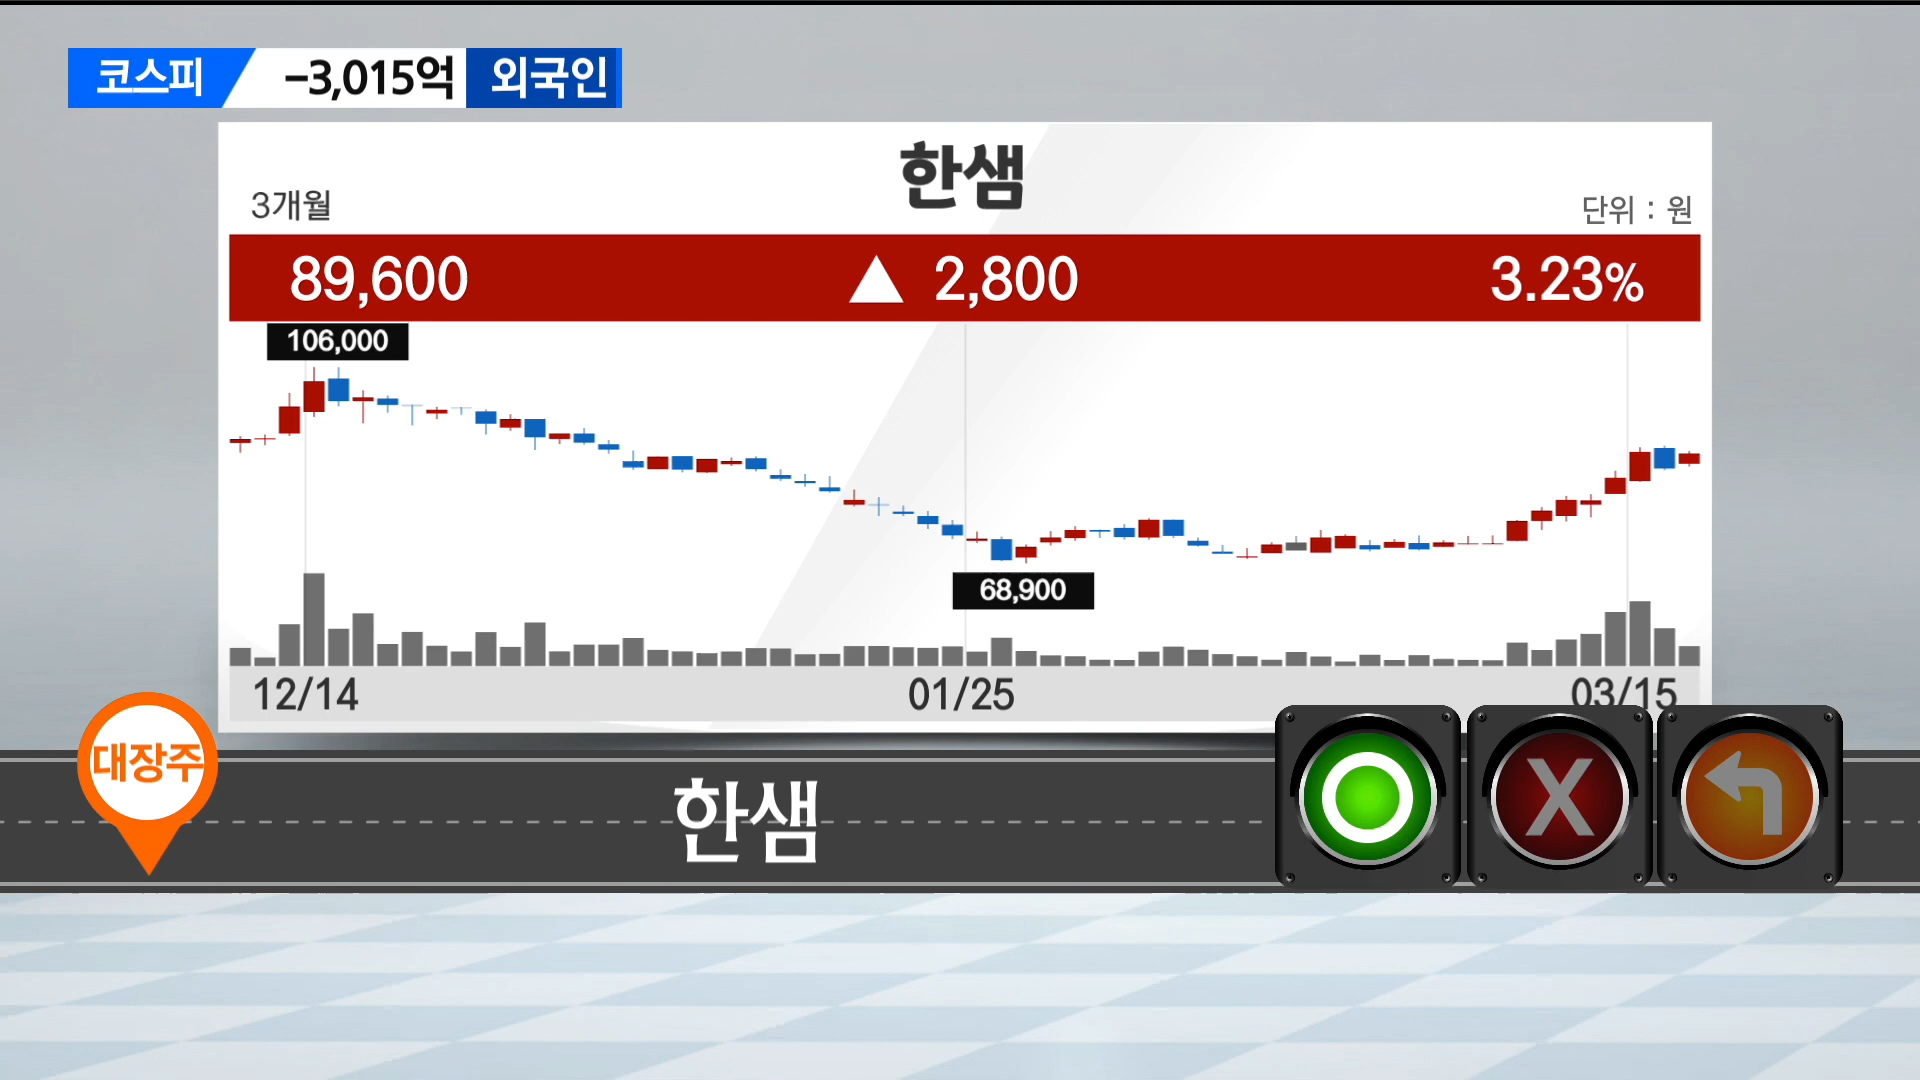 코스피 -3,015억 외국인
한샘
3개월
단위 : 원
89,600 ▲ 2,800 3.23%
106,000
68,900
12/14 01/25 03/15
대장주
한샘
O X